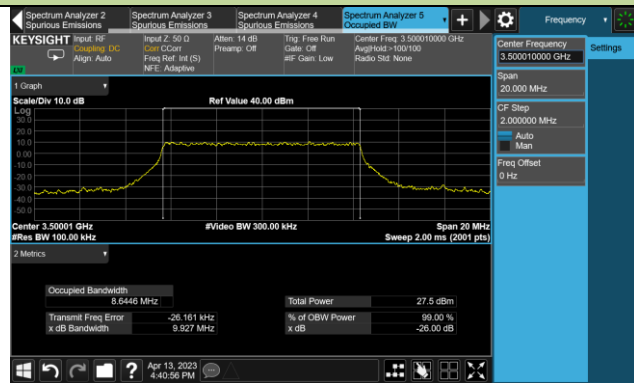 Spectrum Analyzer 2
Spurious Emissions
Spectrum Analyzer 3
Spurious Emissions
Spectrum Analyzer 4
Spurious Emissions
Spectrum Analyzer 5
Occupied BW
+
Frequency
KEYSIGHT
Input: RF
Coupling: DC
Align: Auto
Input Z: 50 Ω
Corr CCorr
Freq Ref: Int (S)
NFE: Adaptive
Atten: 14 dB
Preamp: Off
Trig: Free Run
Gate: Off
#IF Gain: Low
Center Freq: 3.500010000 GHz
Avg|Hold:>100/100
Radio Std: None
Center Frequency
3.500010000 GHz
Settings
Span
20.000 MHz
CF Step
2.000000 MHz
Auto
Man
Freq Offset
0 Hz
1 Graph
Scale/Div 10.0 dB
Ref Value 40.00 dBm
Log
30.0
20.0
10.0
0.00
-10.0
-20.0
-30.0
-40.0
-50.0
Center 3.50001 GHz
#Video BW 300.00 kHz
Span 20 MHz
#Res BW 100.00 kHz
Sweep 2.00 ms (2001 pts)
2 Metrics
Occupied Bandwidth
8.6446 MHz
Total Power
27.5 dBm
Transmit Freq Error
-26.161 kHz
% of OBW Power
99.00 %
x dB Bandwidth
9.927 MHz
x dB
-26.00 dB
?
Apr 13, 2023
4:40:56 PM